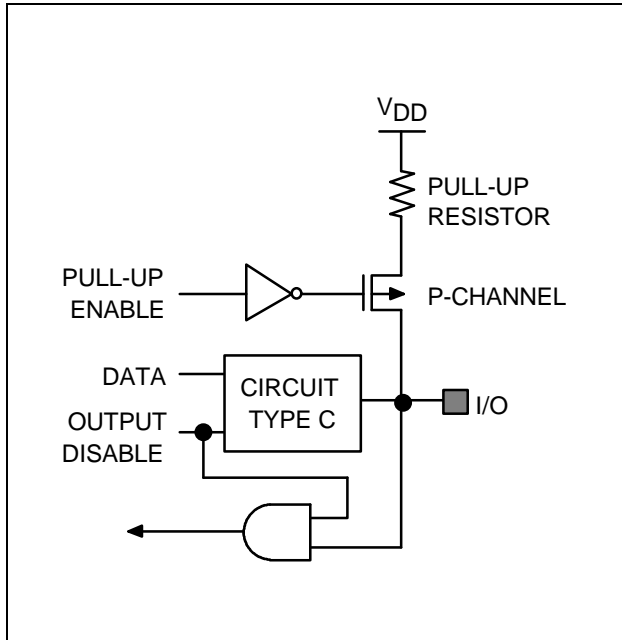 VDD
PULL-UP
RESISTOR
PULL-UP
ENABLE
P-CHANNEL
DATA
OUTPUT
DISABLE
CIRCUIT
TYPE C
I/O